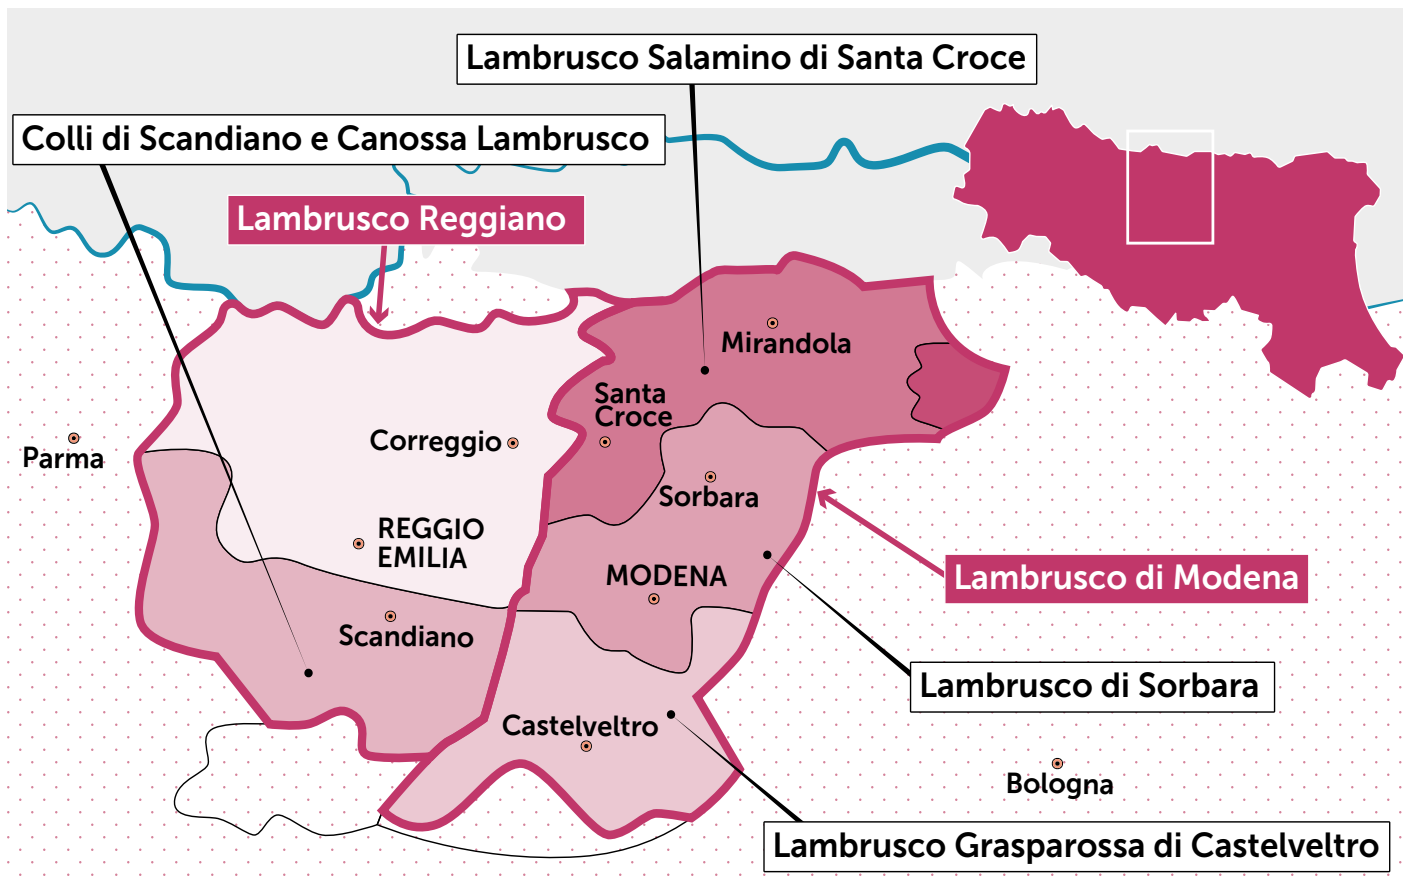 Lambrusco Salamino di Santa Croce
Colli di Scandiano e Canossa Lambrusco
Lambrusco Reggiano
Mirandola
Santa
Croce
Correggio
Parma
Sorbara
REGGIO
EMILIA
MODENA
Lambrusco di Modena
Scandiano
Lambrusco di Sorbara
Castelveltro
Bologna
Lambrusco Grasparossa di Castelveltro